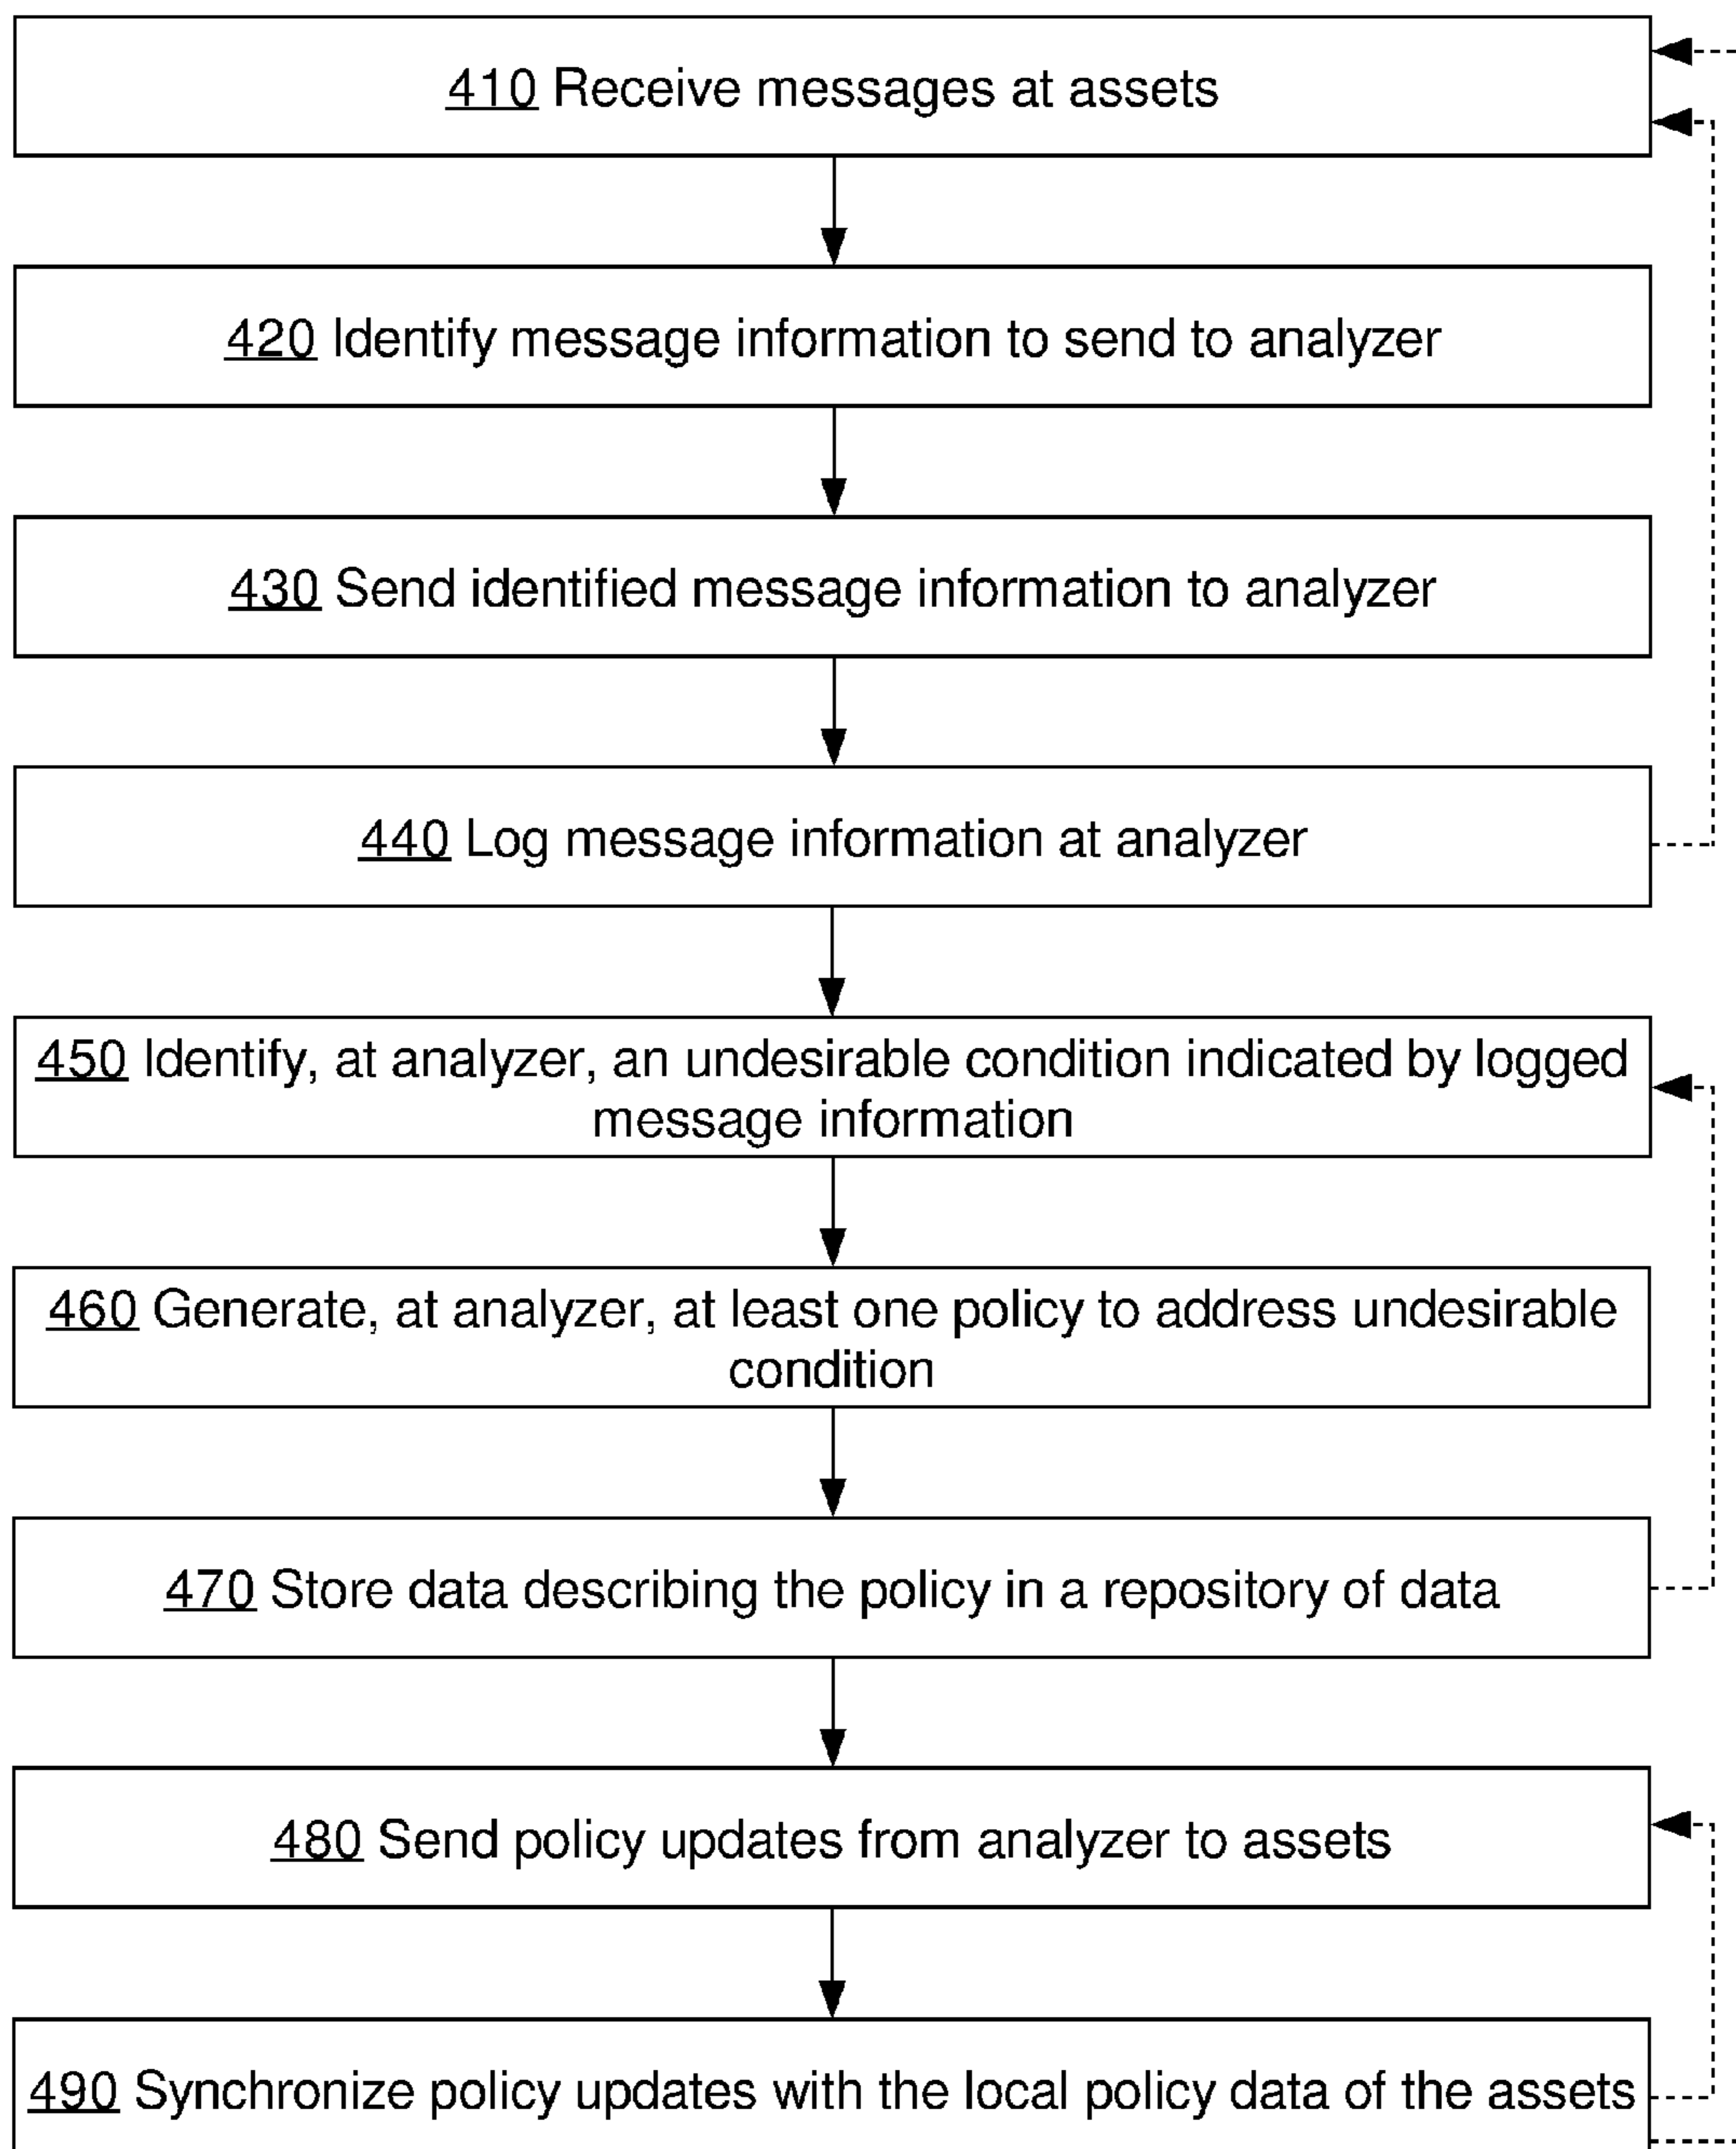 410 Receive messages at assets
420 Identify message information to send to analyzer
430 Send identified message information to analyzer
440 Log message information at analyzer
450 Identify, at analyzer, an undesirable condition indicated by logged
message information
460 Generate, at analyzer, at least one policy to address undesirable
condition
470 Store data describing the policy in a repository of data
480 Send policy updates from analyzer to assets
490 Synchronize policy updates with the local policy data of the assets